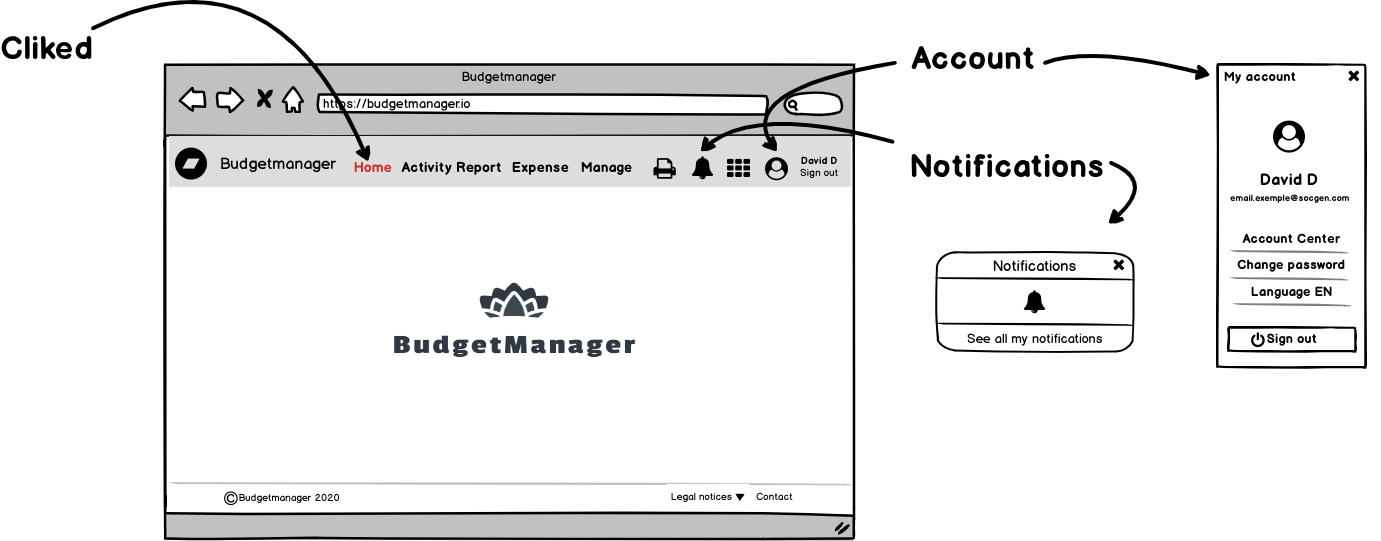 Cliked
Budgetmanager
https://budgetmanager.io
Budgetmanager Home Activity Report Expense Manage David D
Sign out
BudgetManager
©Budgetmanager 2020 Legal notices ▼ Contact
Account
Notifications
Notifications
See all my notifications
My account
David D
email.exemple@socgen.com
Account Center
Change password
Language EN
Sign out